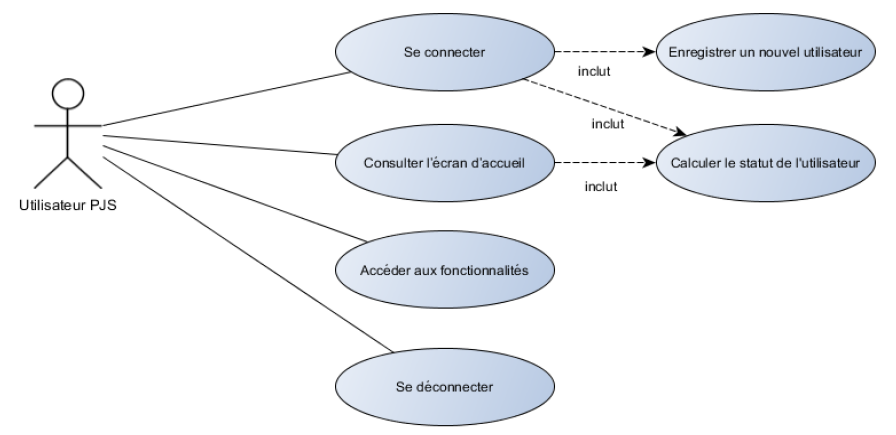 Se connecter
Enregistrer un nouvel utilisateur
inclut
inclut
Consulter l’écran d’accueil
Calculer le statut de l'utilisateur
inclut
Utilisateur PJS
Accéder aux fonctionnalités
Se déconnecter